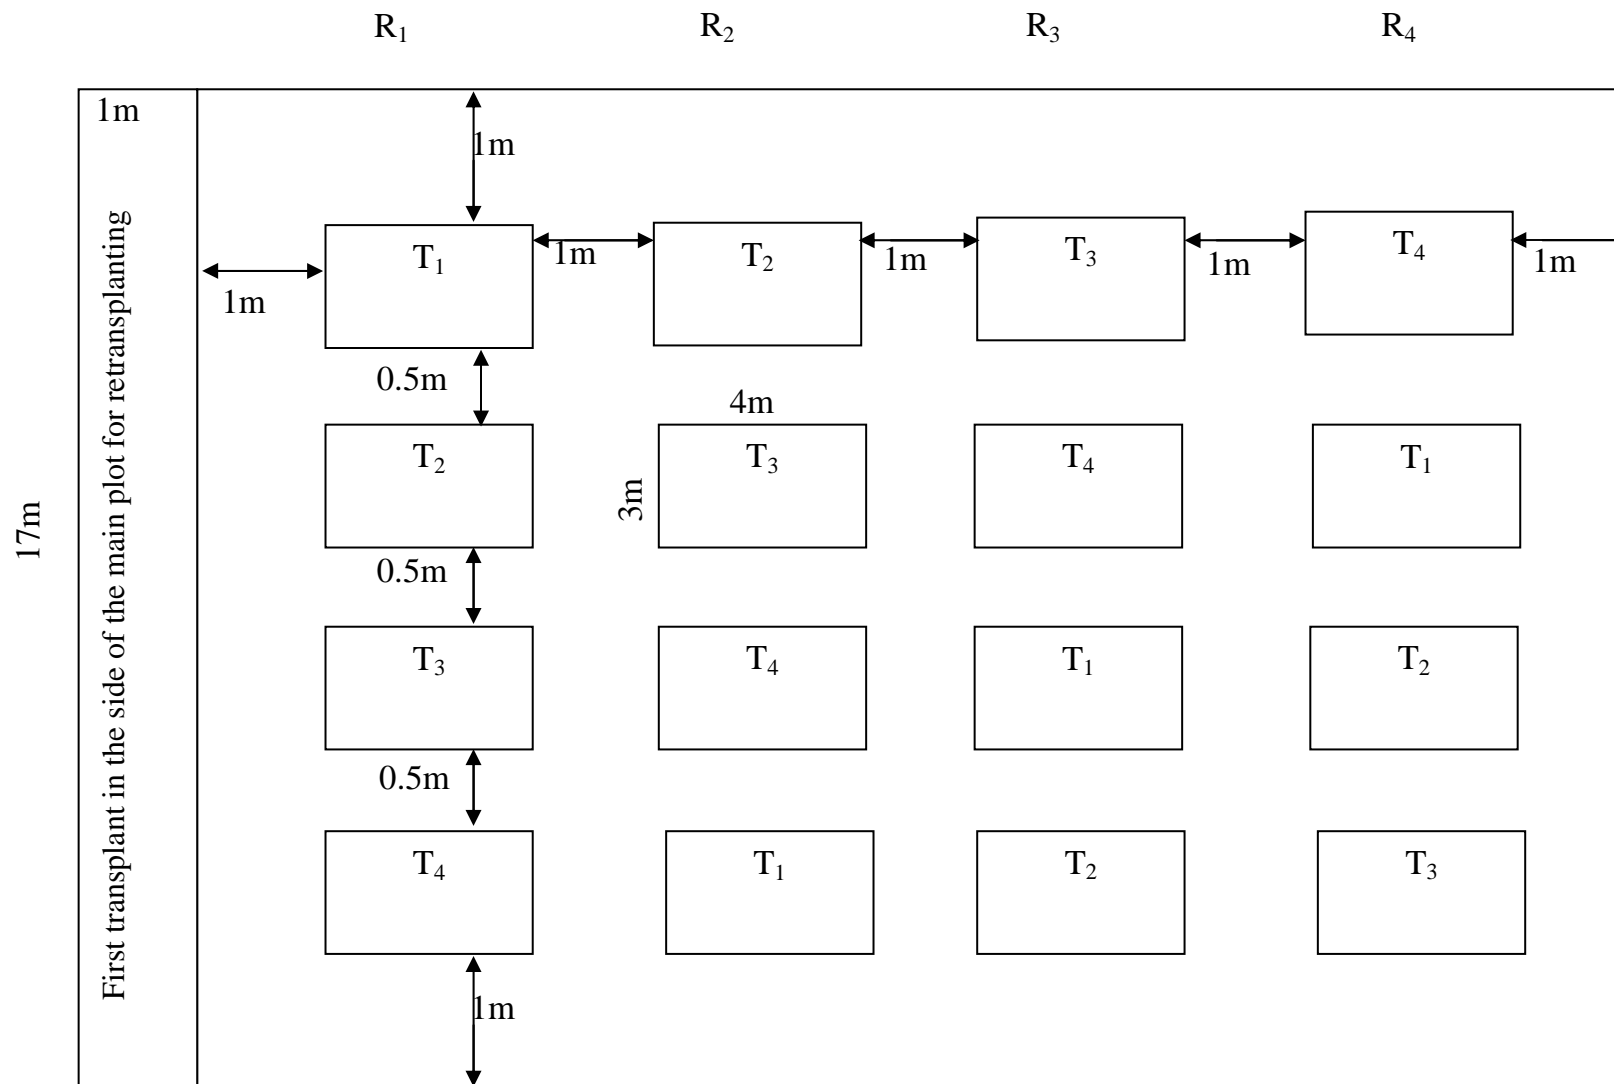 R₁ R₂ R₃ R₄
1m
1m
T₁ T₂ T₃ T₄
1m 1m 1m 1m
1m
0.5m
4m
T₂ T₃ T₄ T₁
3m
17m
First transplant in the side of the main plot for retransplanting
0.5m
T₃ T₄ T₁ T₂
0.5m
T₄ T₁ T₂ T₃
1m